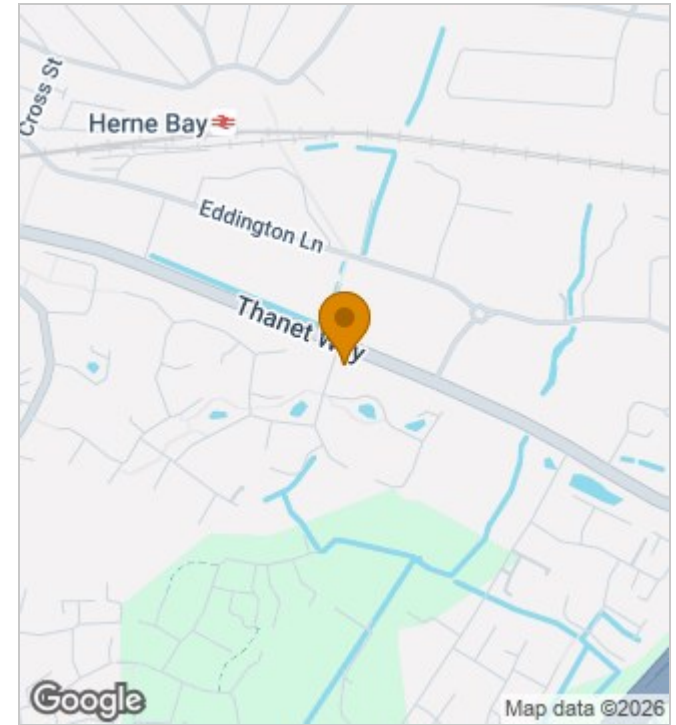 Cross St
Herne Bay
Eddington Ln
Thanet Way
Google
Map data ©2026